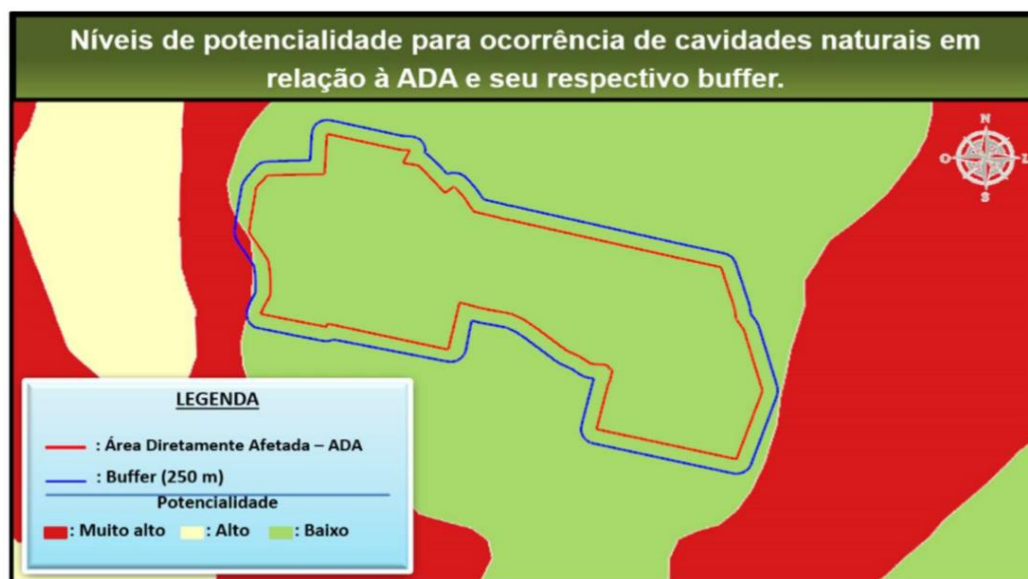 Níveis de potencialidade para ocorrência de cavidades naturais em
relação à ADA e seu respectivo buffer.
N
O L
S
LEGENDA
: Área Diretamente Afetada – ADA
: Buffer (250 m)
Potencialidade
: Muito alto : Alto : Baixo